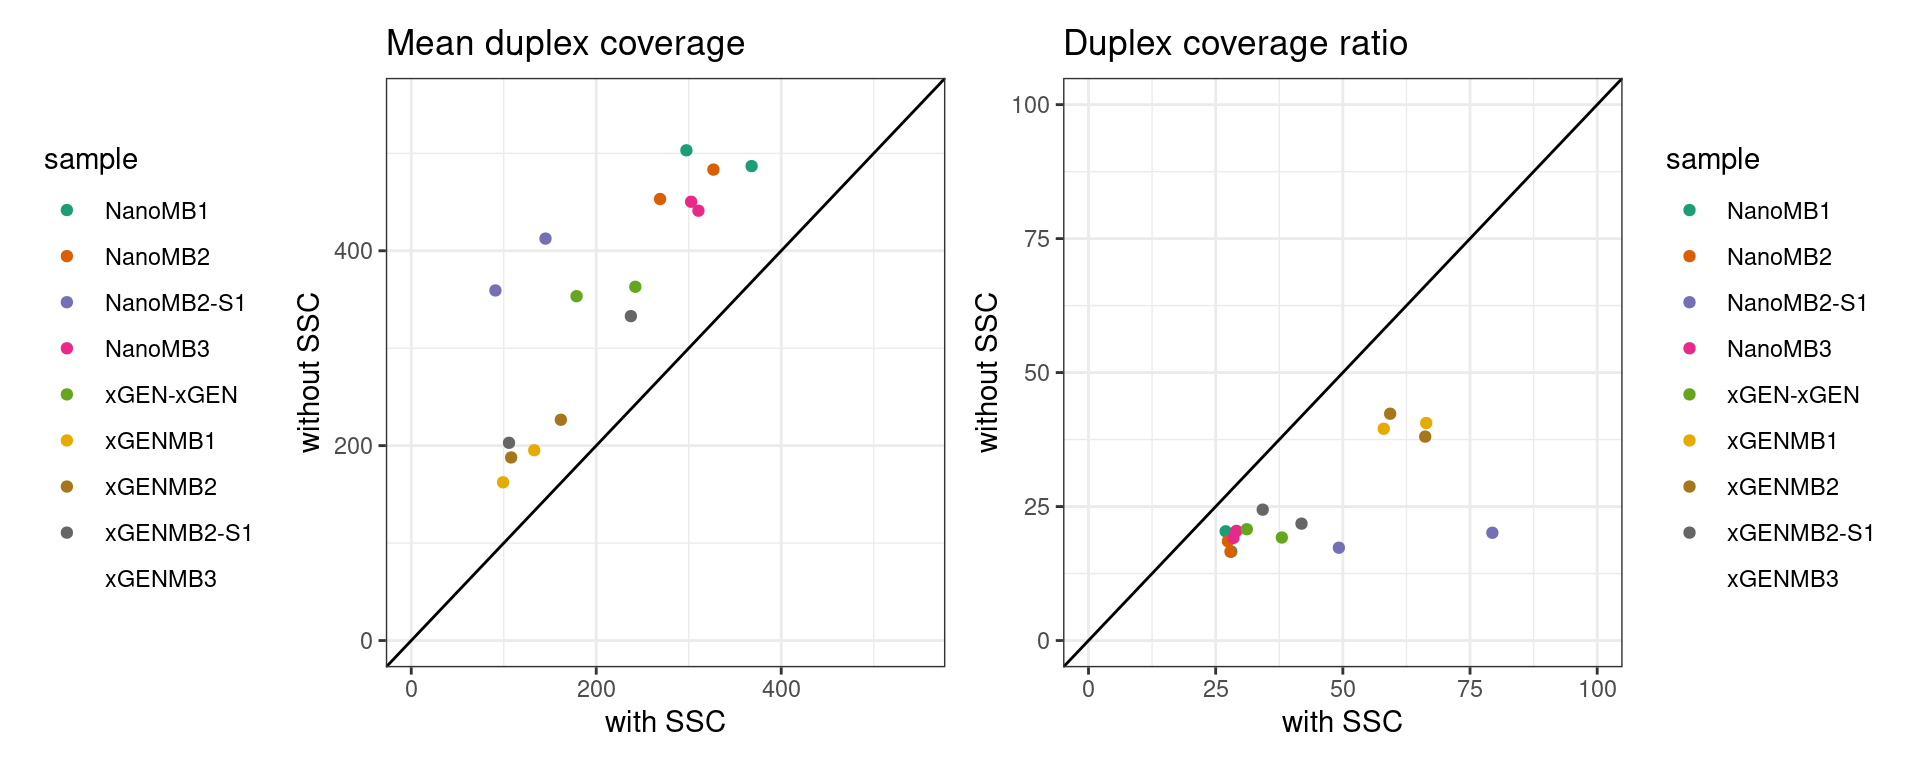 Mean duplex coverage
Duplex coverage ratio
sample
NanoMB1
NanoMB2
NanoMB2-S1
NanoMB3
xGEN-xGEN
xGENMB1
xGENMB2
xGENMB2-S1
xGENMB3
without SSC
400
200
0
0
200
400
with SSC
without SSC
100
75
50
25
0
0
25
50
75
100
with SSC
sample
NanoMB1
NanoMB2
NanoMB2-S1
NanoMB3
xGEN-xGEN
xGENMB1
xGENMB2
xGENMB2-S1
xGENMB3